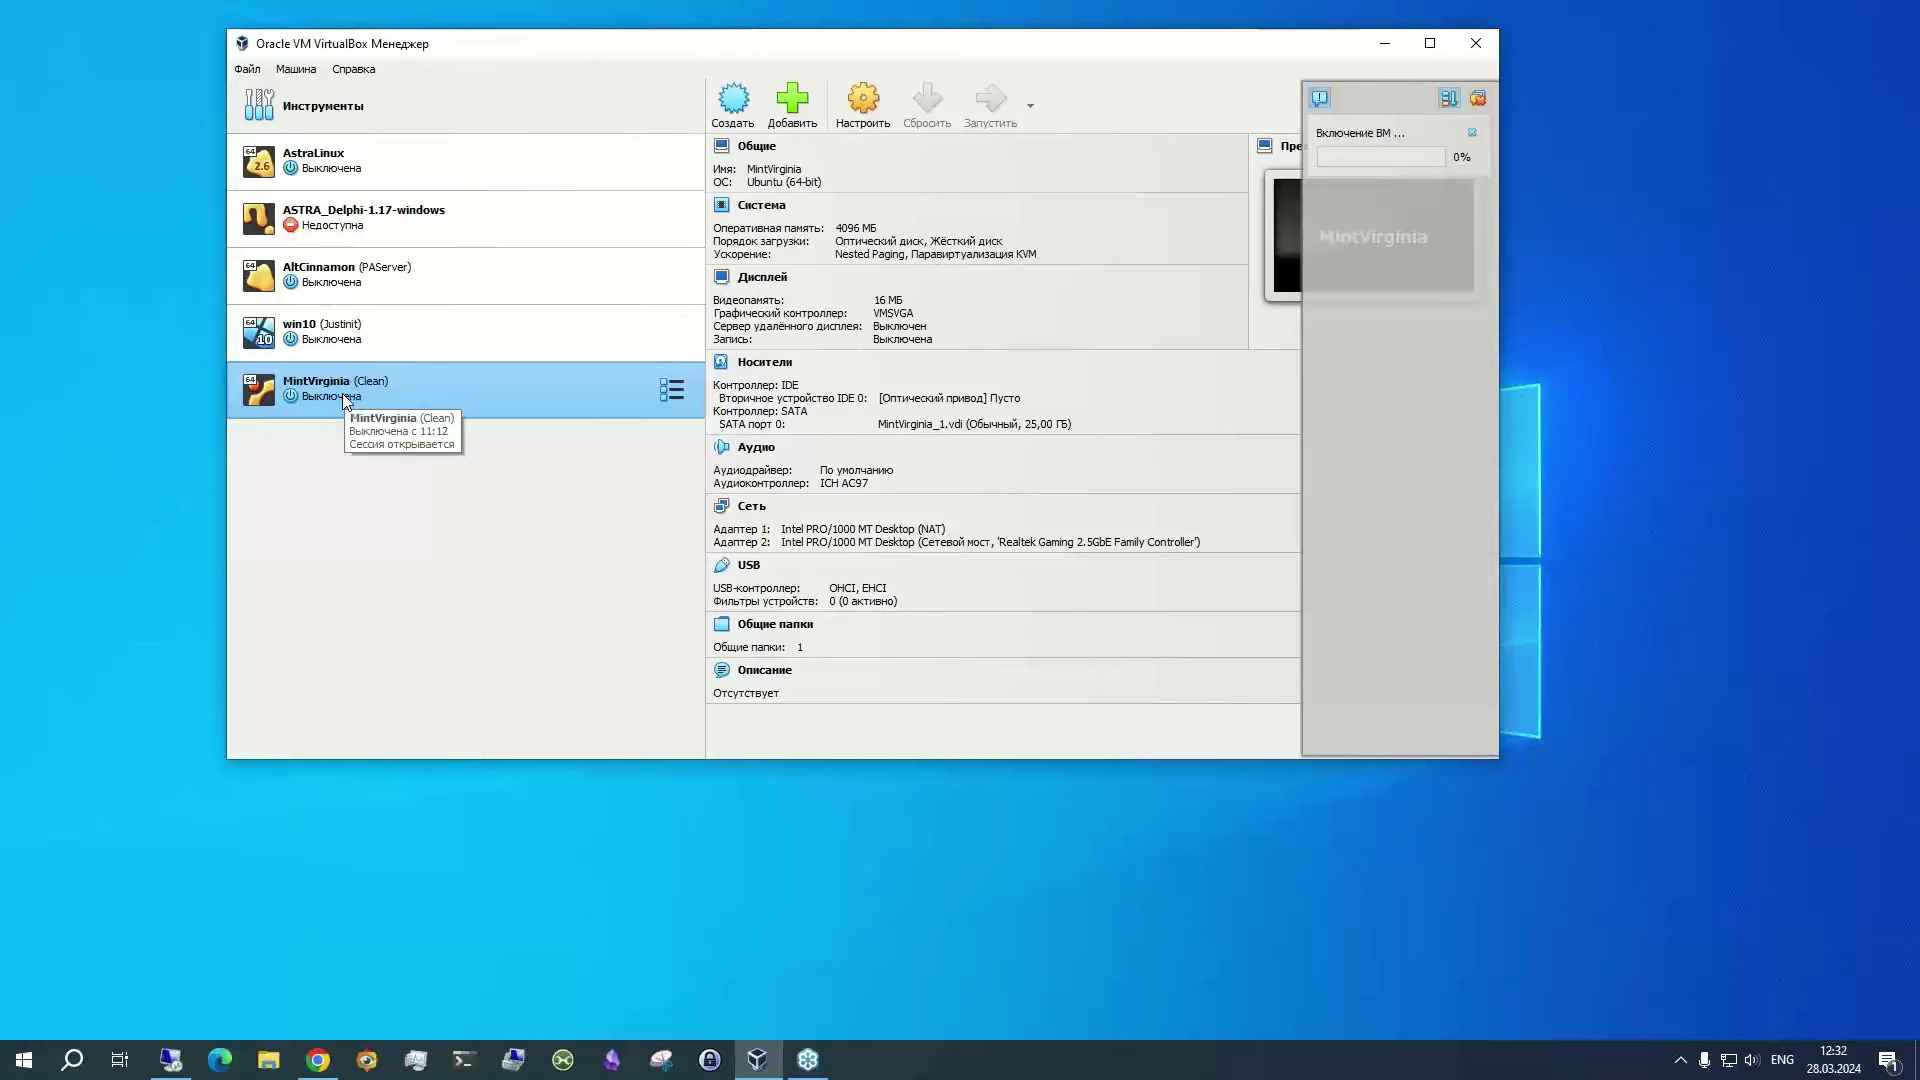 Oracle VM VirtualBox Менеджер
Файл Машина Справка
Инструменты
Создать Добавить Настроить Сбросить Запустить
64
2.6
AstraLinux
Выключена
ASTRA_Delphi-1.17-windows
Недоступна
64
AltCinnamon (PAServer)
Выключена
64
10
win10 (Justinit)
Выключена
64
MintVirginia (Clean)
Выключена
MintVirginia (Clean)
Выключена с 11:12
Сессия открывается
Общие
Имя: MintVirginia
ОС: Ubuntu (64-bit)
Система
Оперативная память: 4096 МБ
Порядок загрузки: Оптический диск, Жёсткий диск
Ускорение: Nested Paging, Паравиртуализация KVM
Дисплей
Видеопамять: 16 МБ
Графический контроллер: VMSVGA
Сервер удалённого дисплея: Выключен
Запись: Выключена
Носители
Контроллер: IDE
Вторичное устройство IDE 0: [Оптический привод] Пусто
Контроллер: SATA
SATA порт 0: MintVirginia_1.vdi (Обычный, 25,00 ГБ)
Аудио
Аудиодрайвер: По умолчанию
Аудиоконтроллер: ICH AC97
Сеть
Адаптер 1: Intel PRO/1000 MT Desktop (NAT)
Адаптер 2: Intel PRO/1000 MT Desktop (Сетевой мост, 'Realtek Gaming 2.5GbE Family Controller')
USB
USB-контроллер: OHCI, EHCI
Фильтры устройств: 0 (0 активно)
Общие папки
Общие папки: 1
Описание
Отсутствует
Пре
Включение ВМ ...
0%
MintVirginia
ENG
12:32
28.03.2024
1